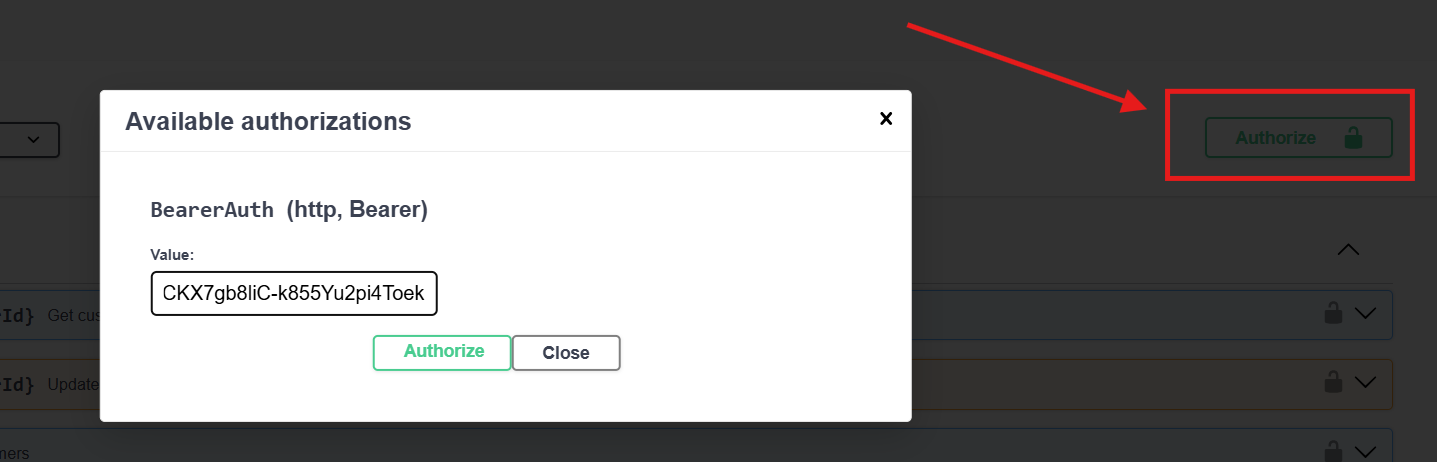 Available authorizations
Authorize
BearerAuth (http, Bearer)
Value:
CKX7gb8liC-k855Yu2pi4Toek
Id} Get cus
Authorize
Close
Id} Update
mers